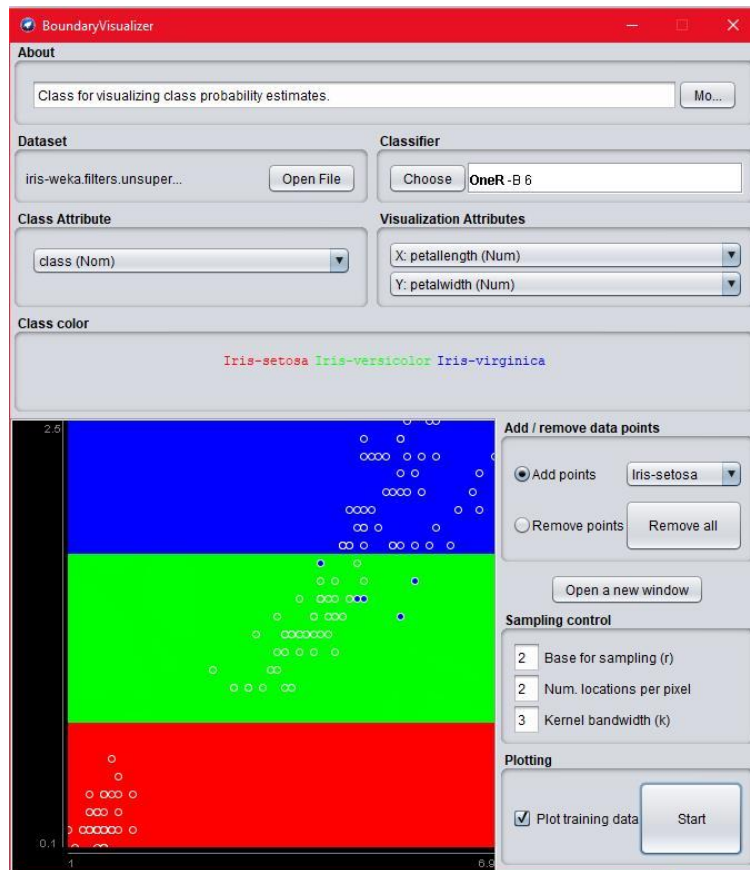 BoundaryVisualizer
About
Class for visualizing class probability estimates.
Mo...
Dataset
Classifier
iris-weka.filters.unsuper...
Open File
Choose
OneR -B 6
Class Attribute
Visualization Attributes
class (Nom)
X: petallength (Num)
Y: petalwidth (Num)
Class color
Iris-setosa Iris-versicolor Iris-virginica
2.5
0.1
1
6.9
Add / remove data points
Add points
Iris-setosa
Remove points
Remove all
Open a new window
Sampling control
2 Base for sampling (r)
2 Num. locations per pixel
3 Kernel bandwidth (k)
Plotting
Plot training data
Start